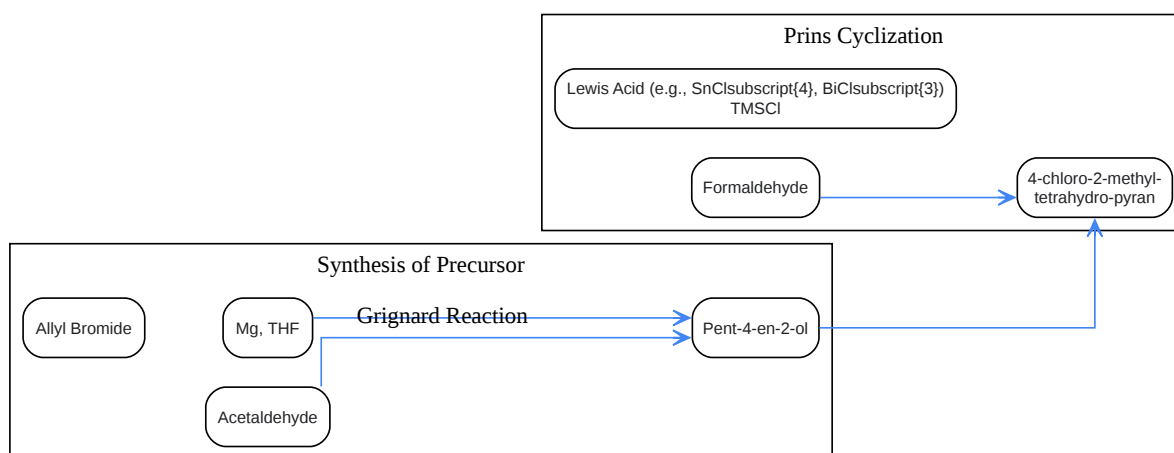 Prins Cyclization
Lewis Acid (e.g., SnClsubscript{4}, BiClsubscript{3})
TMSCl
Formaldehyde
4-chloro-2-methyl-
tetrahydro-pyran
Synthesis of Precursor
Allyl Bromide
Mg, THF
Grignard Reaction
Pent-4-en-2-ol
Acetaldehyde